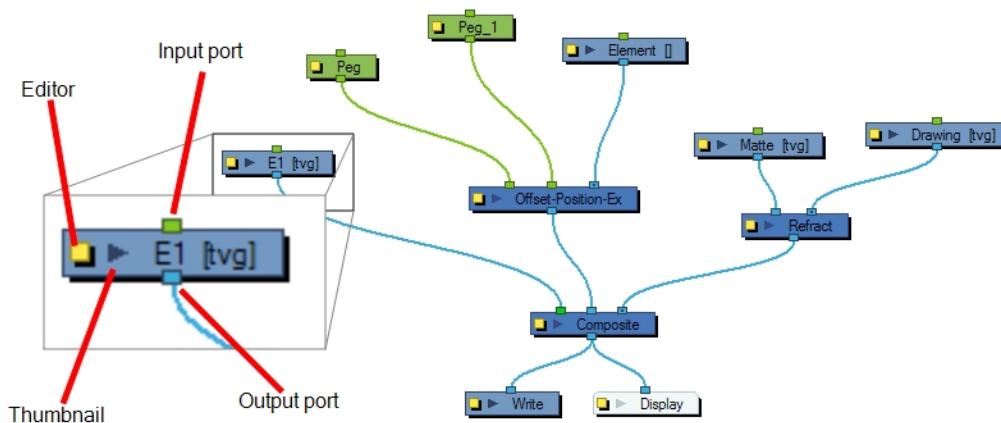 Input port
Editor
Peg
Peg_1
Element []
E1 [tvg]
Matte [tvg]
Drawing [tvg]
Offset-Position-Ex
Refract
E1 [tvg]
Composite
Thumbnail
Output port
Write
Display